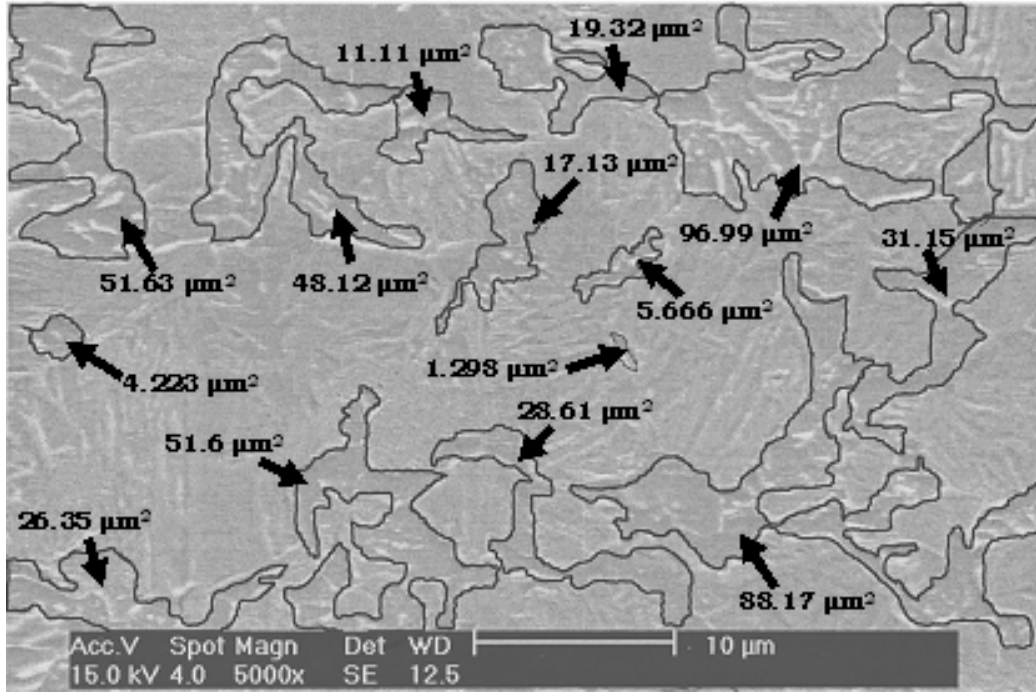 19.32 µm²
11.11 µm²
17.13 µm²
96.99 µm²
31.15 µm²
51.63 µm²
48.12 µm²
5.666 µm²
1.298 µm²
4.223 µm²
28.61 µm²
51.6 µm²
26.35 µm²
88.17 µm²
Acc.V Spot Magn Det WD 10 µm
15.0 kV 4.0 5000x SE 12.5